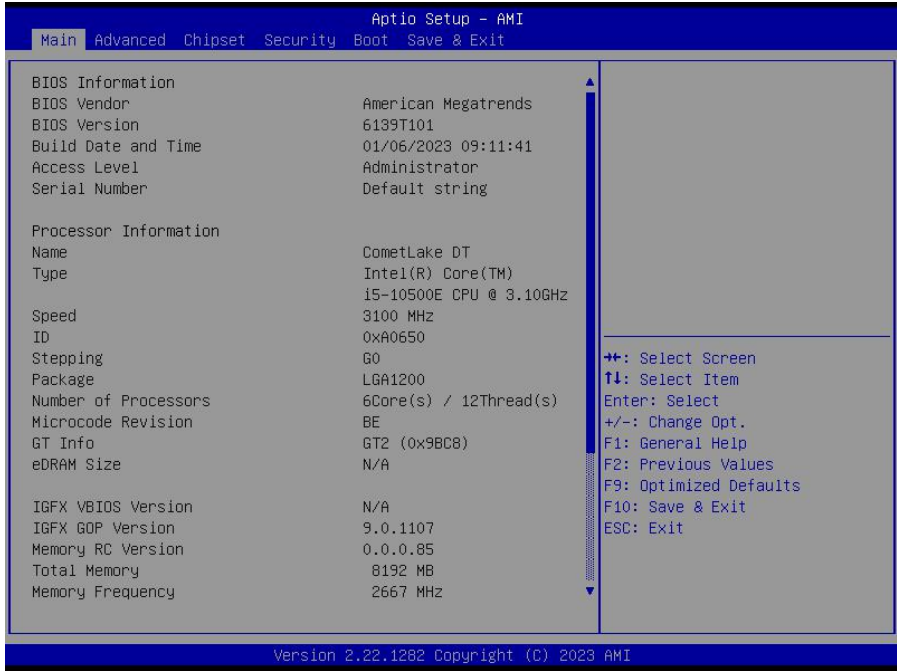 Aptio Setup - AMI
Main Advanced Chipset Security Boot Save & Exit
BIOS Information
BIOS Vendor American Megatrends
BIOS Version 6139T101
Build Date and Time 01/06/2023 09:11:41
Access Level Administrator
Serial Number Default string
Processor Information
Name CometLake DT
Type Intel(R) Core(TM)
i5-10500E CPU @ 3.10GHz
Speed 3100 MHz
ID 0xA0650
Stepping G0
Package LGA1200
Number of Processors 6Core(s) / 12Thread(s)
Microcode Revision BE
GT Info GT2 (0x9BC8)
eDRAM Size N/A
IGFX VBIOS Version N/A
IGFX GOP Version 9.0.1107
Memory RC Version 0.0.0.85
Total Memory 8192 MB
Memory Frequency 2667 MHz
→←: Select Screen
↑↓: Select Item
Enter: Select
+/-: Change Opt.
F1: General Help
F2: Previous Values
F9: Optimized Defaults
F10: Save & Exit
ESC: Exit
Version 2.22.1282 Copyright (C) 2023 AMI